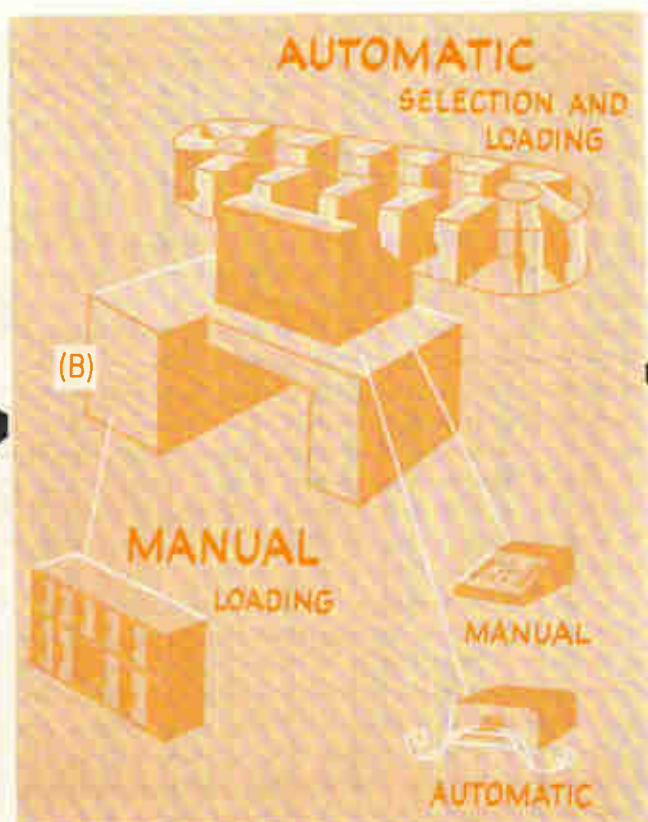 AUTOMATIC
SELECTION AND
LOADING
(B)
MANUAL
LOADING
MANUAL
AUTOMATIC